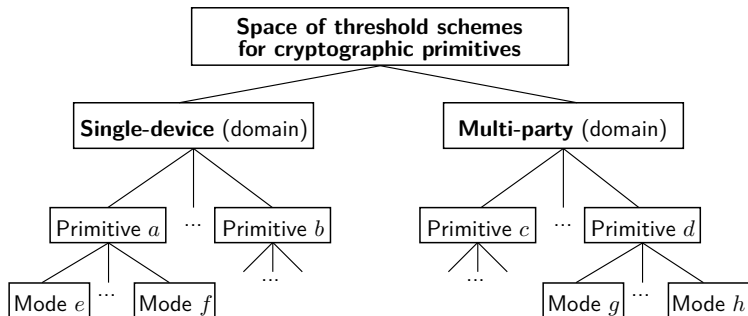 Space of threshold schemes
for cryptographic primitives
Single-device (domain)
Multi-party (domain)
Primitive a
...
Primitive b
Primitive c
...
Primitive d
Mode e
...
Mode f
...
...
Mode g
...
Mode h